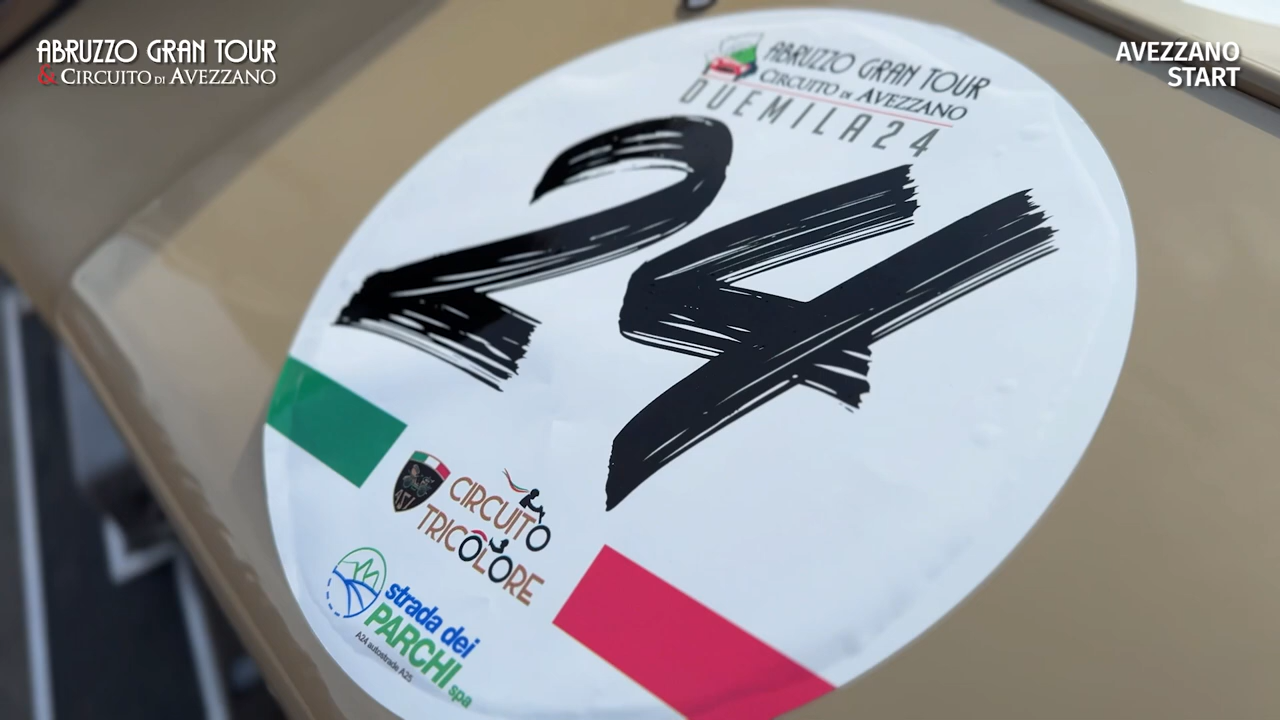 ABRUZZO GRAN TOUR
& CIRCUITO DI AVEZZANO
AVEZZANO
START
ABRUZZO GRAN TOUR
CIRCUITO DI AVEZZANO
DUEMILA24
24
ASI
CIRCUITO
TRICOLORE
strada dei
PARCHI spa
A24 autostrade A25